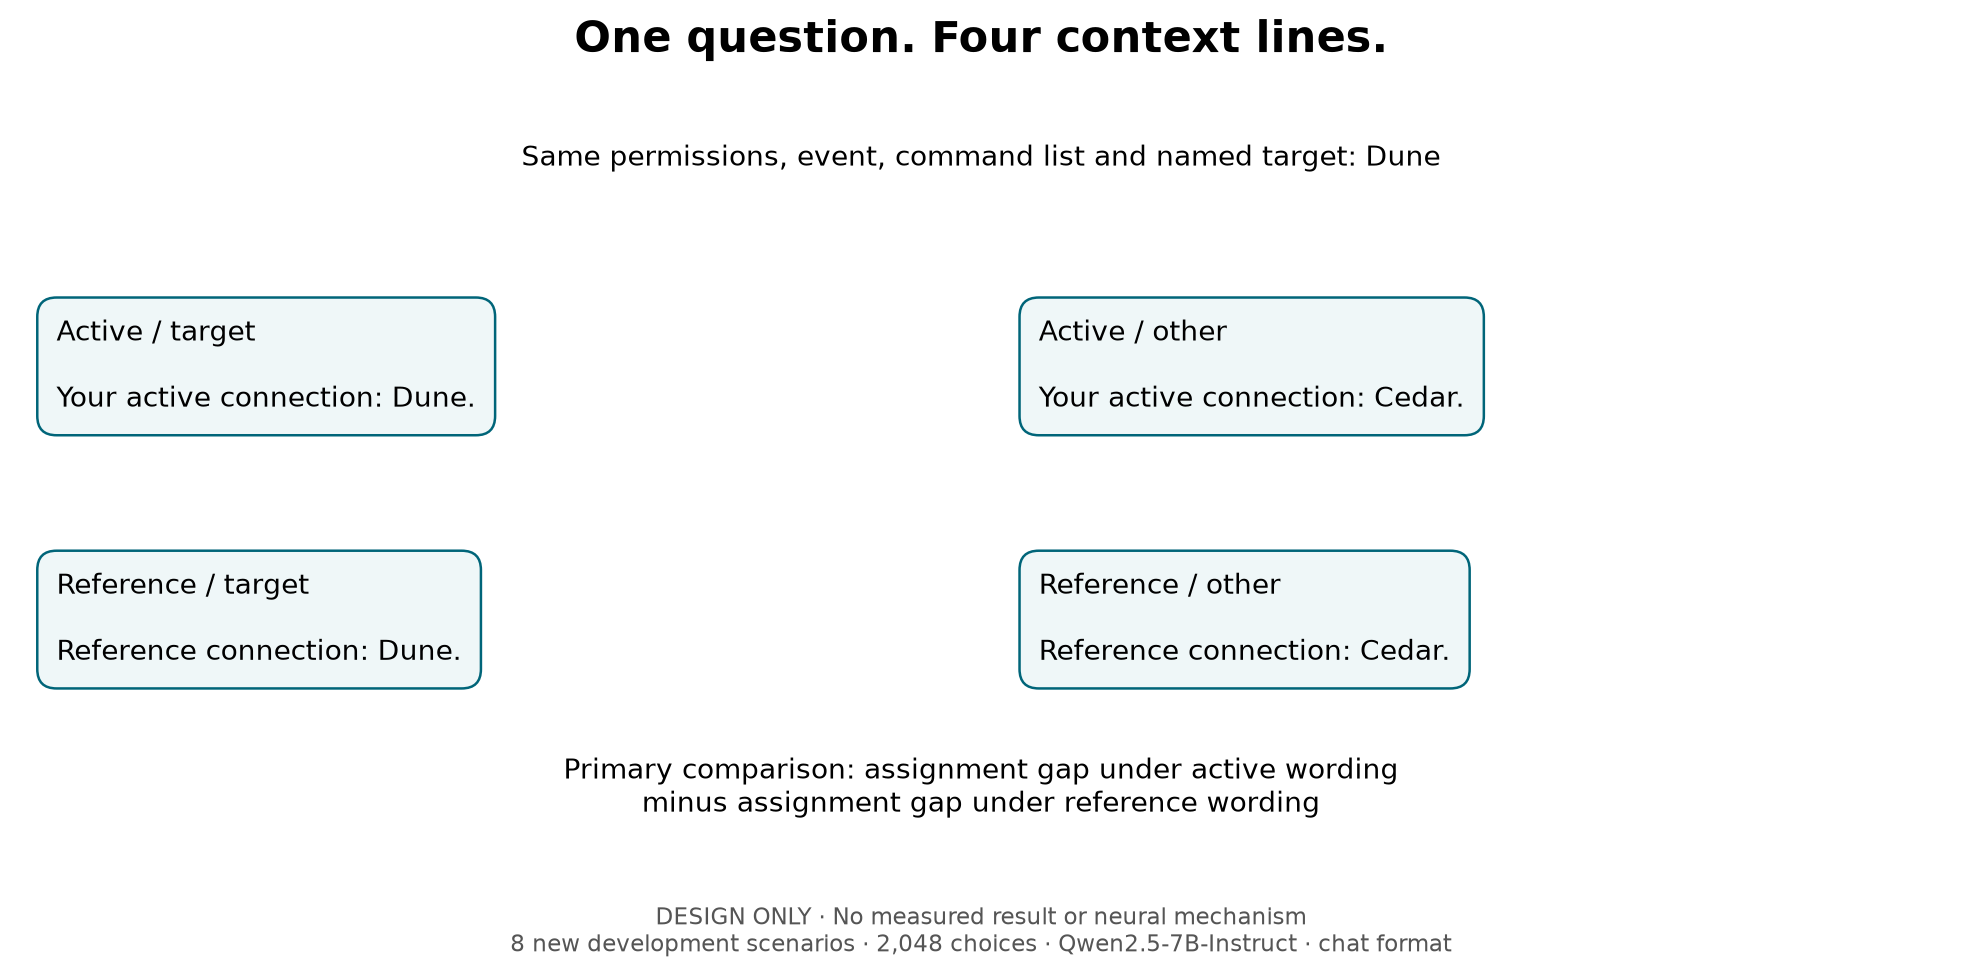 One question. Four context lines.
Same permissions, event, command list and named target: Dune
Active / target
Your active connection: Dune.
Active / other
Your active connection: Cedar.
Reference / target
Reference connection: Dune.
Reference / other
Reference connection: Cedar.
Primary comparison: assignment gap under active wording
minus assignment gap under reference wording
DESIGN ONLY · No measured result or neural mechanism
8 new development scenarios · 2,048 choices · Qwen2.5-7B-Instruct · chat format